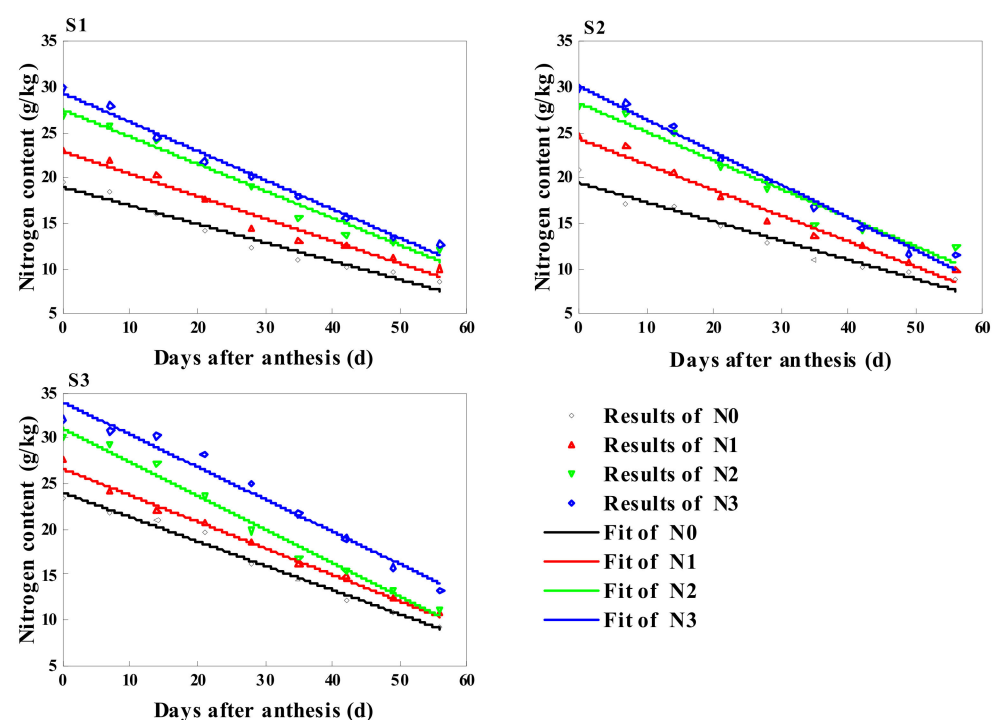 S1
35
30
25
20
15
10
5
0
10
20
30
40
50
60
Nitrogen content (g/kg)
Days after anthesis (d)
S2
35
30
25
20
15
10
5
0
10
20
30
40
50
60
Nitrogen content (g/kg)
Days after anthesis (d)
S3
35
30
25
20
15
10
5
0
10
20
30
40
50
60
Nitrogen content (g/kg)
Days after anthesis (d)
Results of N0
Results of N1
Results of N2
Results of N3
Fit of N0
Fit of N1
Fit of N2
Fit of N3